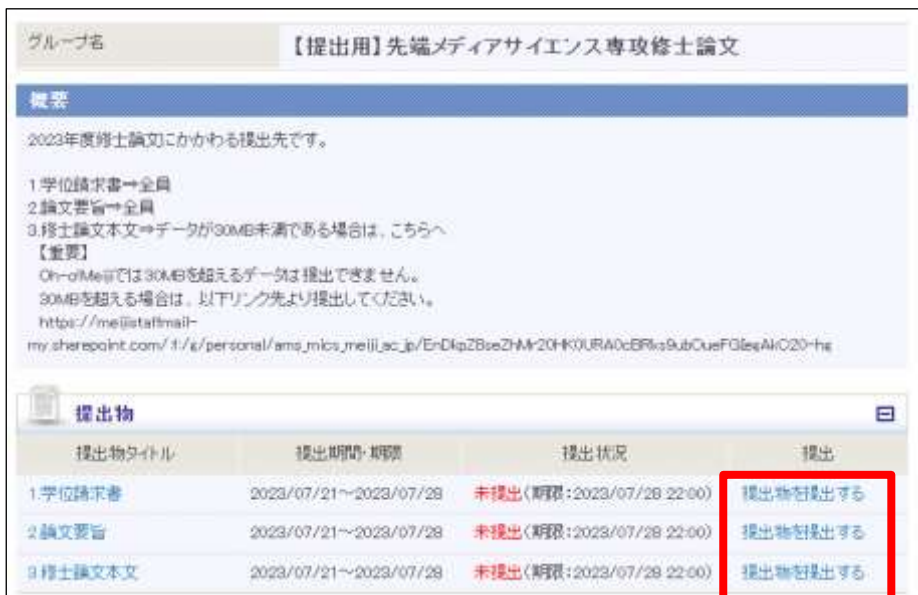 グループ名 【提出用】先端メディアサイエンス専攻修士論文
概要
2023年度修士論文にかかわる提出先です。
1.学位請求書⇒全員
2.論文要旨⇒全員
3.修士論文本文⇒データが30MB未満である場合は、こちらへ
【重要】
Oh-o!Meijiでは30MBを超えるデータは提出できません。
30MBを超える場合は、以下リンク先より提出してください。
https://meijistaffmail-
提出物
提出物タイトル 提出期間・期限 提出状況 提出
1.学位請求書 2023/07/21～2023/07/28 未提出(期限:2023/07/28 22:00) 提出物を提出する
2.論文要旨 2023/07/21～2023/07/28 未提出(期限:2023/07/28 22:00) 提出物を提出する
3.修士論文本文 2023/07/21～2023/07/28 未提出(期限:2023/07/28 22:00) 提出物を提出する